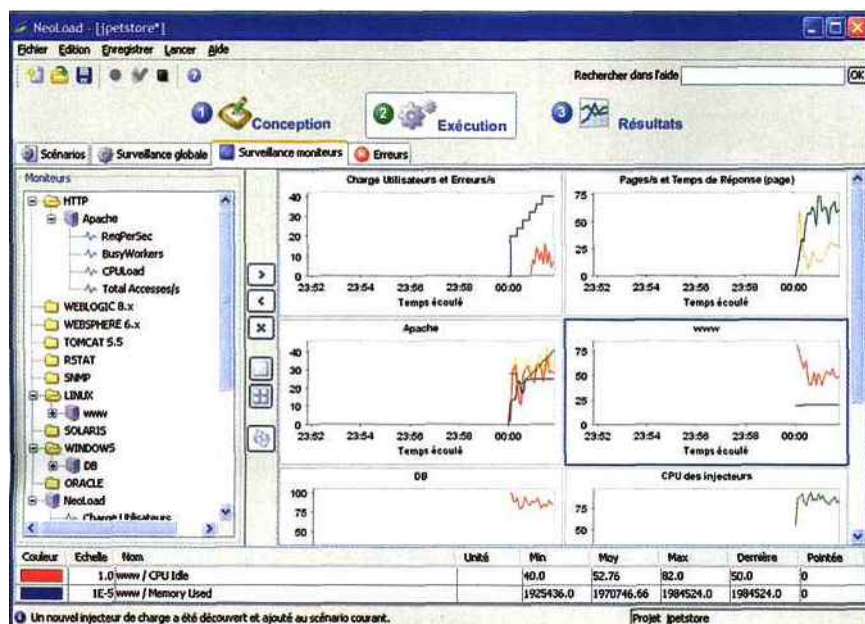 NeoLoad - [jpetstore*]
Fichier Edition Enregistrer Lancer Aide
Rechercher dans l'aide OK
1 Conception 2 Exécution 3 Résultats
Scénarios Surveillance globale Surveillance moniteurs Erreurs
Moniteurs
HTTP
Apache
ReqPerSec
BusyWorkers
CPULoad
Total Accesses/s
WEBLOGIC 8.x
WEBSPHERE 6.x
TOMCAT 5.5
RSTAT
SNMP
LINUX
www
SOLARIS
WINDOWS
DB
ORACLE
NeoLoad
Charge Utilisateurs
Charge Utilisateurs et Erreurs/s
40
30
20
10
0
23:52 23:54 23:56 23:58 00:00
Temps écoulé
Pages/s et Temps de Réponse (page)
75
50
25
0
23:52 23:54 23:56 23:58 00:00
Temps écoulé
Apache
40
30
20
10
0
23:52 23:54 23:56 23:58 00:00
Temps écoulé
www
75
50
25
0
23:52 23:54 23:56 23:58 00:00
Temps écoulé
DB
100
75
50
CPU des injecteurs
75
50
Couleur Echelle Nom Unité Min Moy Max Dernière Pointée
1.0 www / CPU Idle 40.0 52.76 82.0 50.0 0
1E-5 www / Memory Used 1925436.0 1970746.66 1984524.0 1984524.0 0
Un nouvel injecteur de charge a été découvert et ajouté au scénario courant. Projet jpetstore